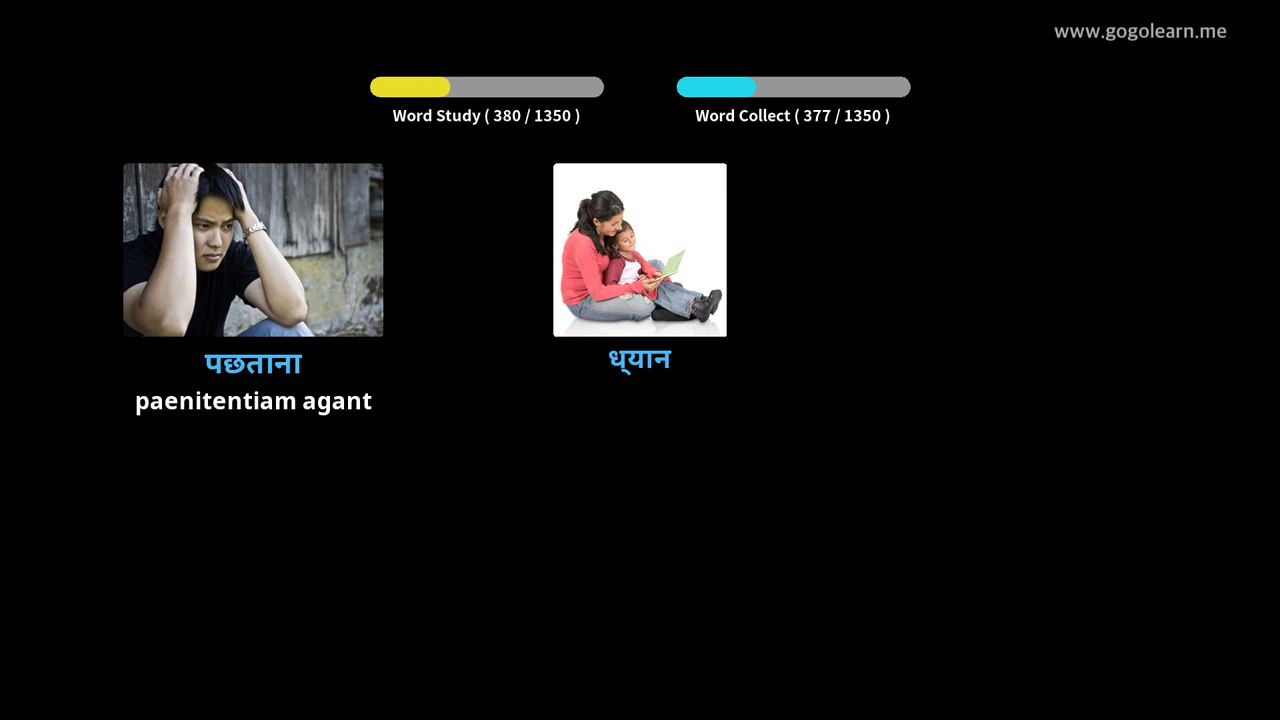 www.gogolearn.me
Word Study ( 380 / 1350 )
Word Collect ( 377 / 1350 )
पछताना
paenitentiam agant
ध्यान